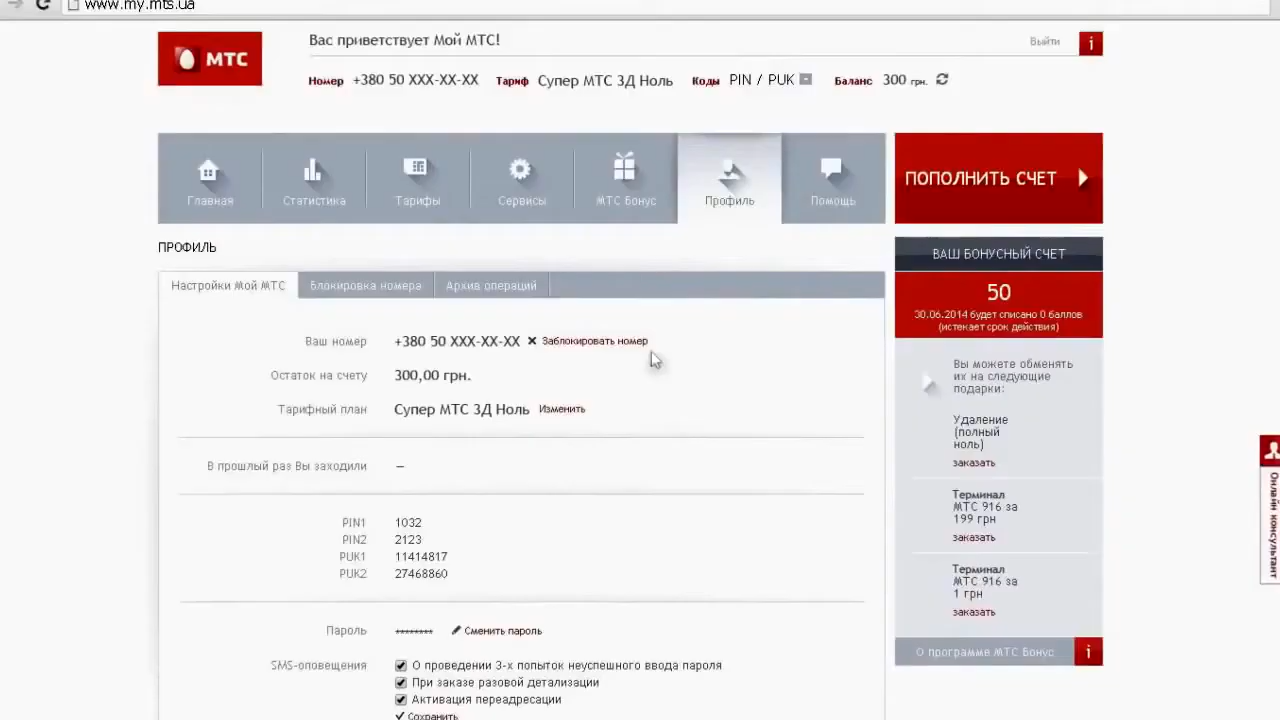 www.my.mts.ua
МТС
Вас приветствует Мой МТС!
Выйти
i
Номер +380 50 XXX-XX-XX Тариф Супер МТС 3Д Ноль Коды PIN / PUK Баланс 300 грн.
Главная
Статистика
Тарифы
Сервисы
МТС Бонус
Профиль
Помощь
ПОПОЛНИТЬ СЧЕТ
ПРОФИЛЬ
Настройки Мой МТС
Блокировка номера
Архив операций
Ваш номер +380 50 XXX-XX-XX Заблокировать номер
Остаток на счету 300,00 грн.
Тарифный план Супер МТС 3Д Ноль Изменить
В прошлый раз Вы заходили –
PIN1 1032
PIN2 2123
PUK1 11414817
PUK2 27468860
Пароль ******** Сменить пароль
SMS-оповещения О проведении 3-х попыток неуспешного ввода пароля
При заказе разовой детализации
Активация переадресации
Сохранить
ВАШ БОНУСНЫЙ СЧЕТ
50
30.06.2014 будет списано 0 баллов
(истекает срок действия)
Вы можете обменять
их на следующие
подарки:
Удаление
(полный
ноль)
заказать
Терминал
МТС 916 за
199 грн
заказать
Терминал
МТС 916 за
1 грн
заказать
О программе МТС Бонус
i
Онлайн консультант